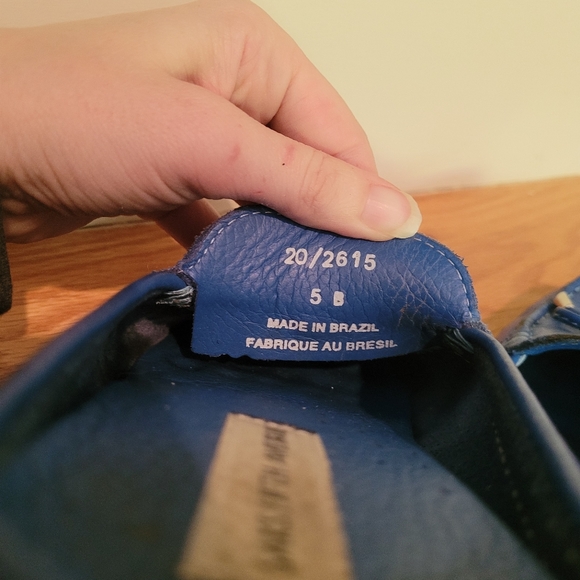 20/2615
5 B
MADE IN BRAZIL
FABRIQUE AU BRESIL